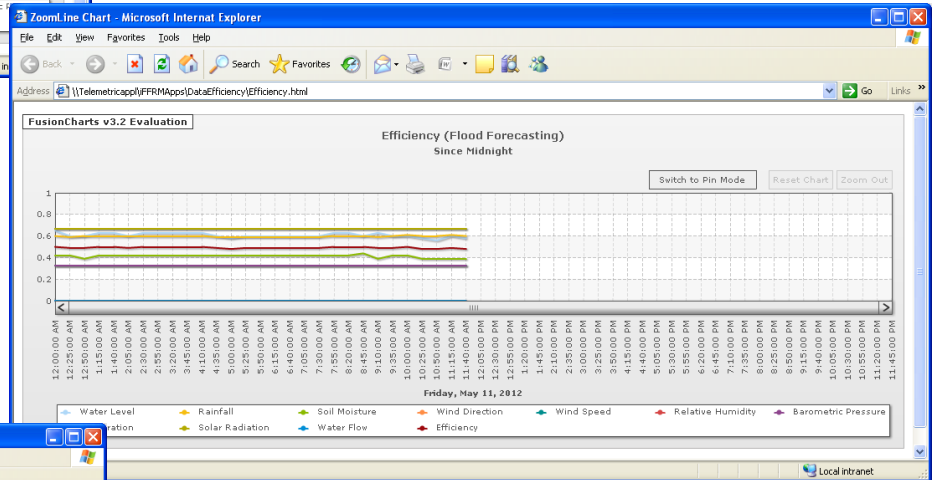 ZoomLine Chart - Microsoft Internat Explorer
File Edit View Favorites Tools Help
in
Back Search Favorites
Address \\Telemetricappl\IFFRMApps\DataEfficiency\Efficiency.html Go Links »
FusionCharts v3.2 Evaluation
Efficiency (Flood Forecasting)
Since Midnight
Switch to Pin Mode Reset Chart Zoom Out
1
0.8
0.6
0.4
0.2
0
12:00:00 AM 12:25:00 AM 12:50:00 AM 1:15:00 AM 1:40:00 AM 2:05:00 AM 2:30:00 AM 2:55:00 AM 3:20:00 AM 3:45:00 AM 4:10:00 AM 4:35:00 AM 5:00:00 AM 5:25:00 AM 5:50:00 AM 6:15:00 AM 6:40:00 AM 7:05:00 AM 7:30:00 AM 7:55:00 AM 8:20:00 AM 8:45:00 AM 9:10:00 AM 9:35:00 AM 10:00:00 AM 10:25:00 AM 10:50:00 AM 11:15:00 AM 11:40:00 AM 12:05:00 PM 12:30:00 PM 12:55:00 PM 1:20:00 PM 1:45:00 PM 2:10:00 PM 2:35:00 PM 3:00:00 PM 3:25:00 PM 3:50:00 PM 4:15:00 PM 4:40:00 PM 5:05:00 PM 5:30:00 PM 5:55:00 PM 6:20:00 PM 6:45:00 PM 7:10:00 PM 7:35:00 PM 8:00:00 PM 8:25:00 PM 8:50:00 PM 9:15:00 PM 9:40:00 PM 10:05:00 PM 10:30:00 PM 10:55:00 PM 11:20:00 PM 11:45:00 PM
Friday, May 11, 2012
Water Level Rainfall Soil Moisture Wind Direction Wind Speed Relative Humidity Barometric Pressure
ration Solar Radiation Water Flow Efficiency
Local intranet